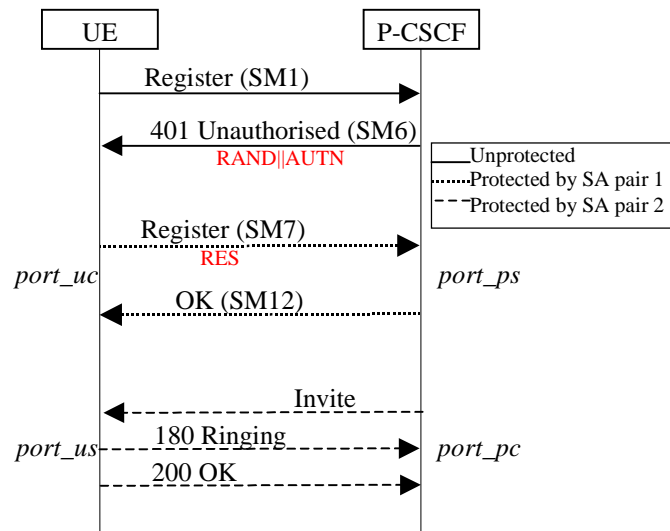 UE
P-CSCF
Register (SM1)
401 Unauthorised (SM6)
RAND||AUTN
Unprotected
Protected by SA pair 1
Protected by SA pair 2
Register (SM7)
RES
port_uc
port_ps
OK (SM12)
Invite
port_us
180 Ringing
port_pc
200 OK